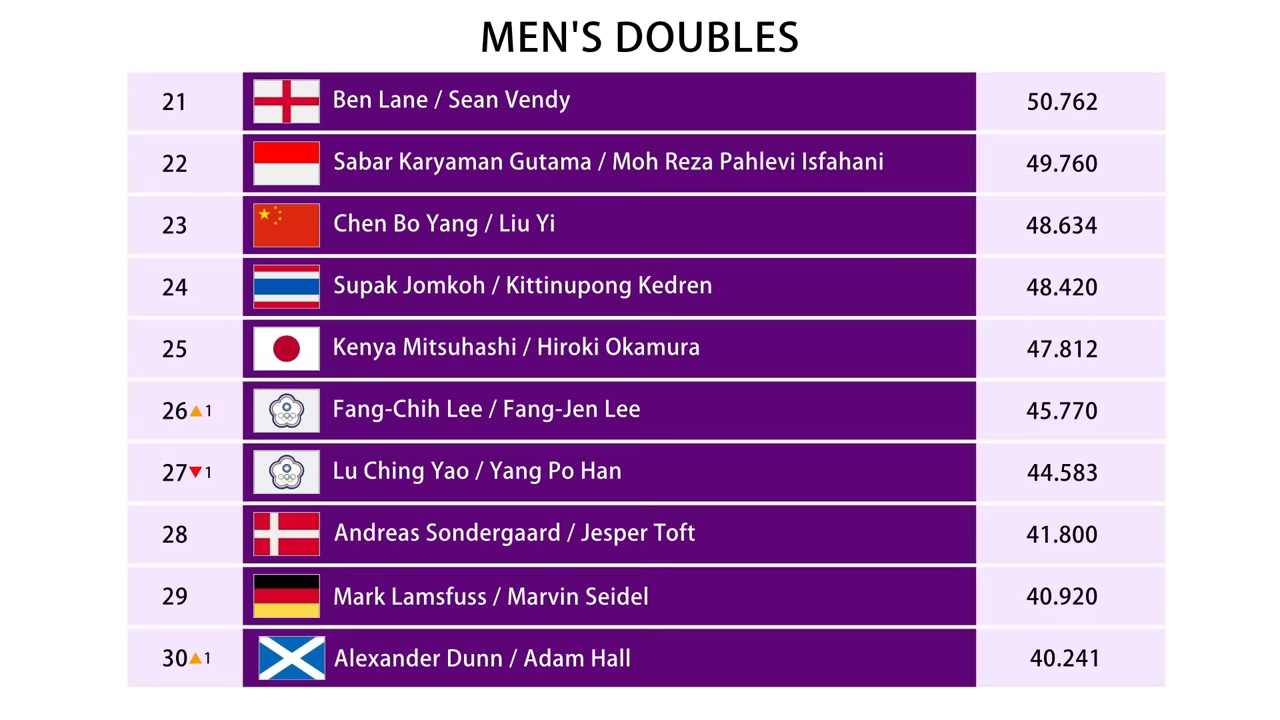 MEN'S DOUBLES
21 Ben Lane / Sean Vendy 50.762
22 Sabar Karyaman Gutama / Moh Reza Pahlevi Isfahani 49.760
23 Chen Bo Yang / Liu Yi 48.634
24 Supak Jomkoh / Kittinupong Kedren 48.420
25 Kenya Mitsuhashi / Hiroki Okamura 47.812
26▲1 Fang-Chih Lee / Fang-Jen Lee 45.770
27▼1 Lu Ching Yao / Yang Po Han 44.583
28 Andreas Sondergaard / Jesper Toft 41.800
29 Mark Lamsfuss / Marvin Seidel 40.920
30▲1 Alexander Dunn / Adam Hall 40.241